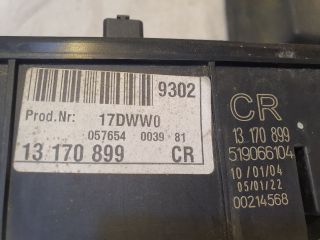 9302
Prod.Nr: 17DWW0
057654 0039 81
13 170 899 CR
CR
13 170 899
519066104
10/01/04
05/01/22
00214568